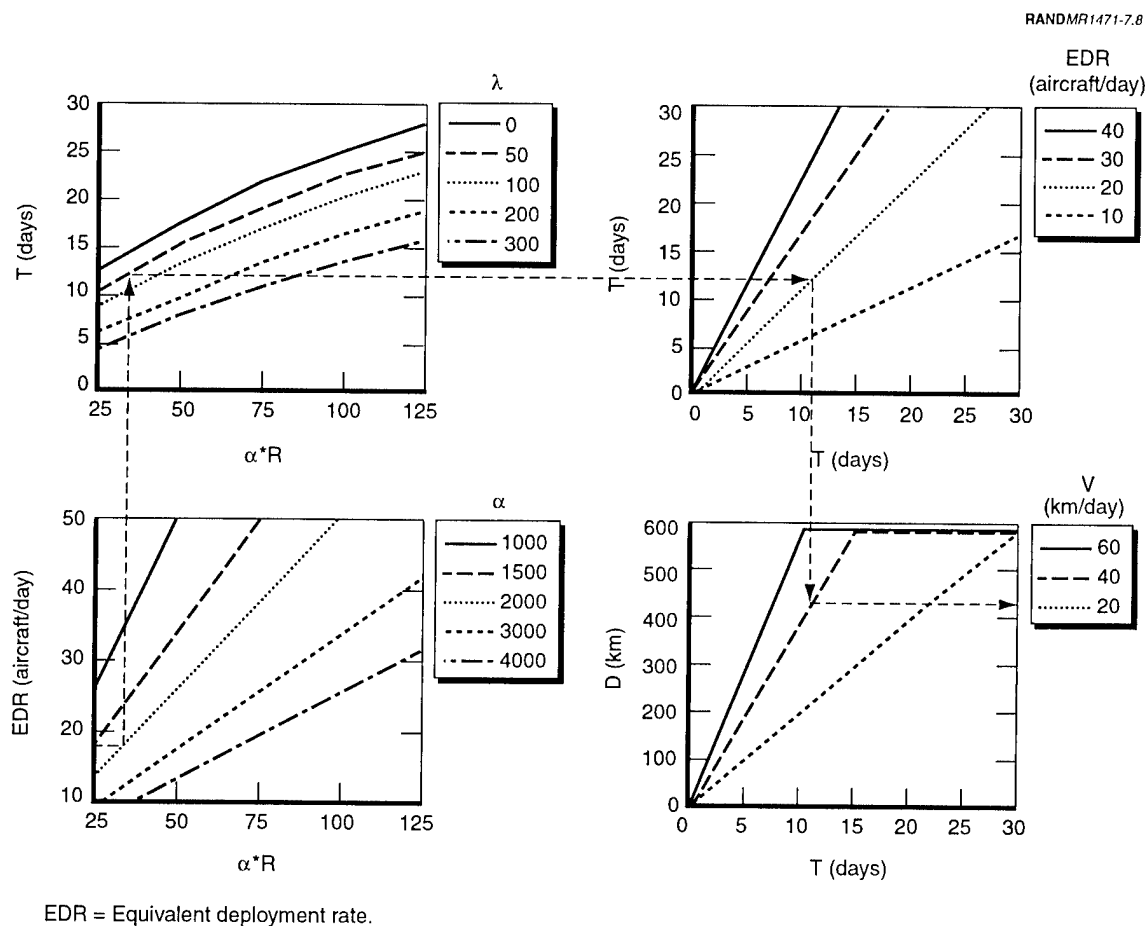 RANDMR1471-7.8
λ
0
50
100
200
300
T (days)
30
25
20
15
10
5
0
25 50 75 100 125
α*R
EDR
(aircraft/day)
40
30
20
10
T (days)
30
25
20
15
10
5
0
0 5 10 15 20 25 30
T (days)
α
1000
1500
2000
3000
4000
EDR (aircraft/day)
50
40
30
20
10
25 50 75 100 125
α*R
V
(km/day)
60
40
20
D (km)
600
500
400
300
200
100
0
0 5 10 15 20 25 30
T (days)
EDR = Equivalent deployment rate.